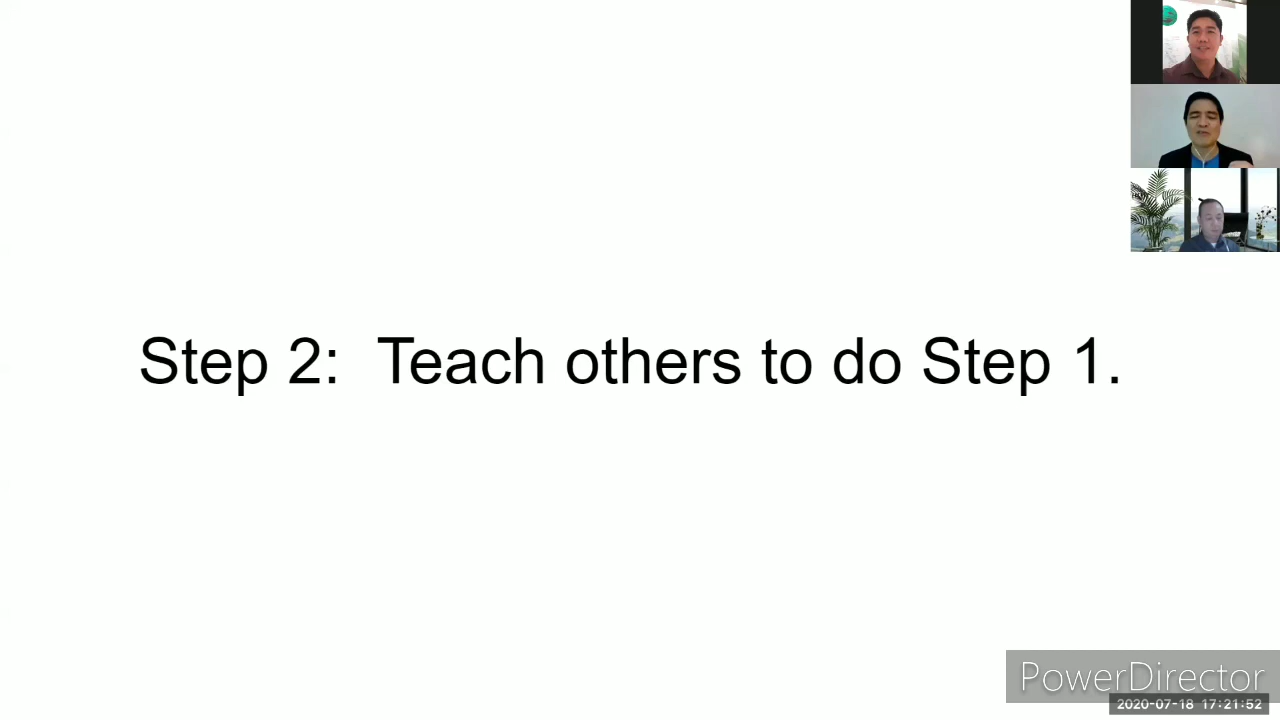 Step 2:  Teach others to do Step 1.
PowerDirector
2020-07-18 17:21:52